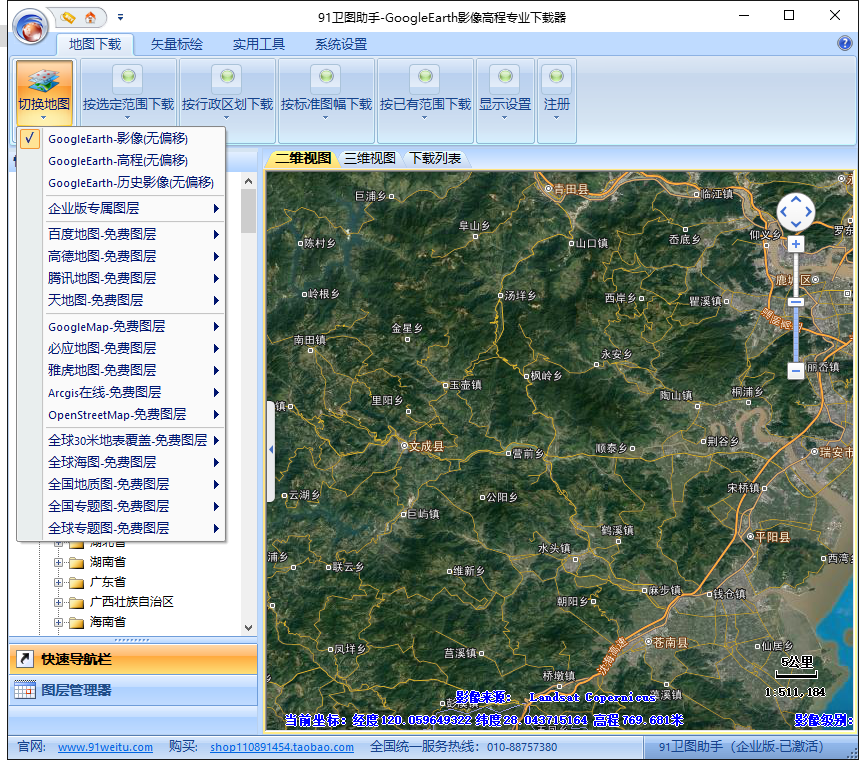 91卫图助手-GoogleEarth影像高程专业下载器
地图下载 矢量标绘 实用工具 系统设置
切换地图 按选定范围下载 按行政区划下载 按标准图幅下载 按已有范围下载 显示设置 注册
GoogleEarth-影像(无偏移)
GoogleEarth-高程(无偏移)
GoogleEarth-历史影像(无偏移)
企业版专属图层
百度地图-免费图层
高德地图-免费图层
腾讯地图-免费图层
天地图-免费图层
GoogleMap-免费图层
必应地图-免费图层
雅虎地图-免费图层
Arcgis在线-免费图层
OpenStreetMap-免费图层
全球30米地表覆盖-免费图层
全球海图-免费图层
全国地质图-免费图层
全国专题图-免费图层
全球专题图-免费图层
湖北省
湖南省
广东省
广西壮族自治区
海南省
快速导航栏
图层管理器
二维视图 三维视图 下载列表
青田县
巨浦乡
临江镇
阜山乡
岙底乡
仰义乡
陈村乡
山口镇
鹿城区
岭根乡
汤垟乡
西岸乡
瞿溪镇
金星乡
南田镇
永安乡
丽岙镇
枫岭乡
玉壶镇
桐浦乡
陶山镇
里阳乡
镇
荆谷乡
文成县
顺泰乡
营前乡
瑞安市
宋桥镇
云湖乡
公阳乡
巨屿镇
鹤溪镇
平阳县
水头镇
浦乡
联云乡
维新乡
西湾
麻步镇
钱仓镇
朝阳乡
沈海高速
苍南县
仙居乡
凤垟乡
莒溪镇
5公里
桥墩镇
1:511,184
影像来源: Landsat Copernicus
当前坐标: 经度120.059649322 纬度28.043715164 高程769.681米 影像级别:
官网: www.91weitu.com 购买: shop110891454.taobao.com 全国统一服务热线: 010-88757380 91卫图助手 (企业版-已激活)